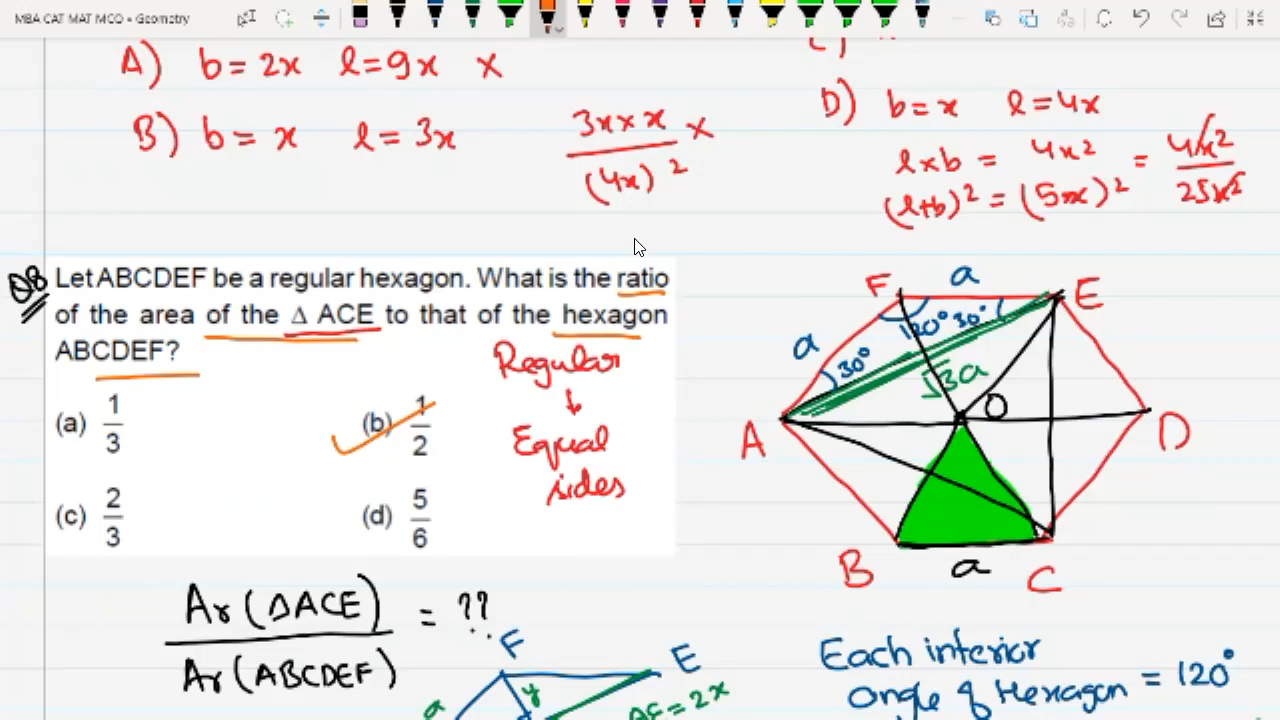 MBA CAT MAT MCQ » Geometry
A) b = 2x l = 9x ×
B) b = x l = 3x 3x × x / (4x)² ×
D) b = x l = 4x
l×b = 4x² = 4x² / 25x²
(l+b)² = (5x)²
Q8 Let ABCDEF be a regular hexagon. What is the ratio
of the area of the Δ ACE to that of the hexagon
ABCDEF?
(a) 1/3 (b) 1/2
(c) 2/3 (d) 5/6
Regular
↓
Equal
sides
F a E
120° 30°
a 30° √3a
O
A D
B a C
Ar(ΔACE) / Ar(ABCDEF) = ??
F
E
y
a
AE = 2x
Each interior
angle of Hexagon = 120°